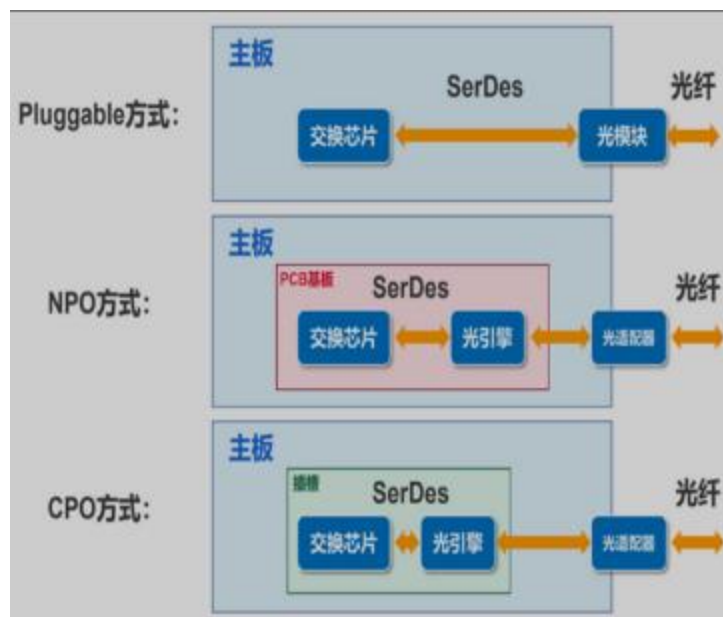 主板
SerDes
光纤
Pluggable方式：
交换芯片
光模块
主板
PCB基板
SerDes
光纤
NPO方式：
交换芯片
光引擎
光适配器
主板
插槽
SerDes
光纤
CPO方式：
交换芯片
光引擎
光适配器